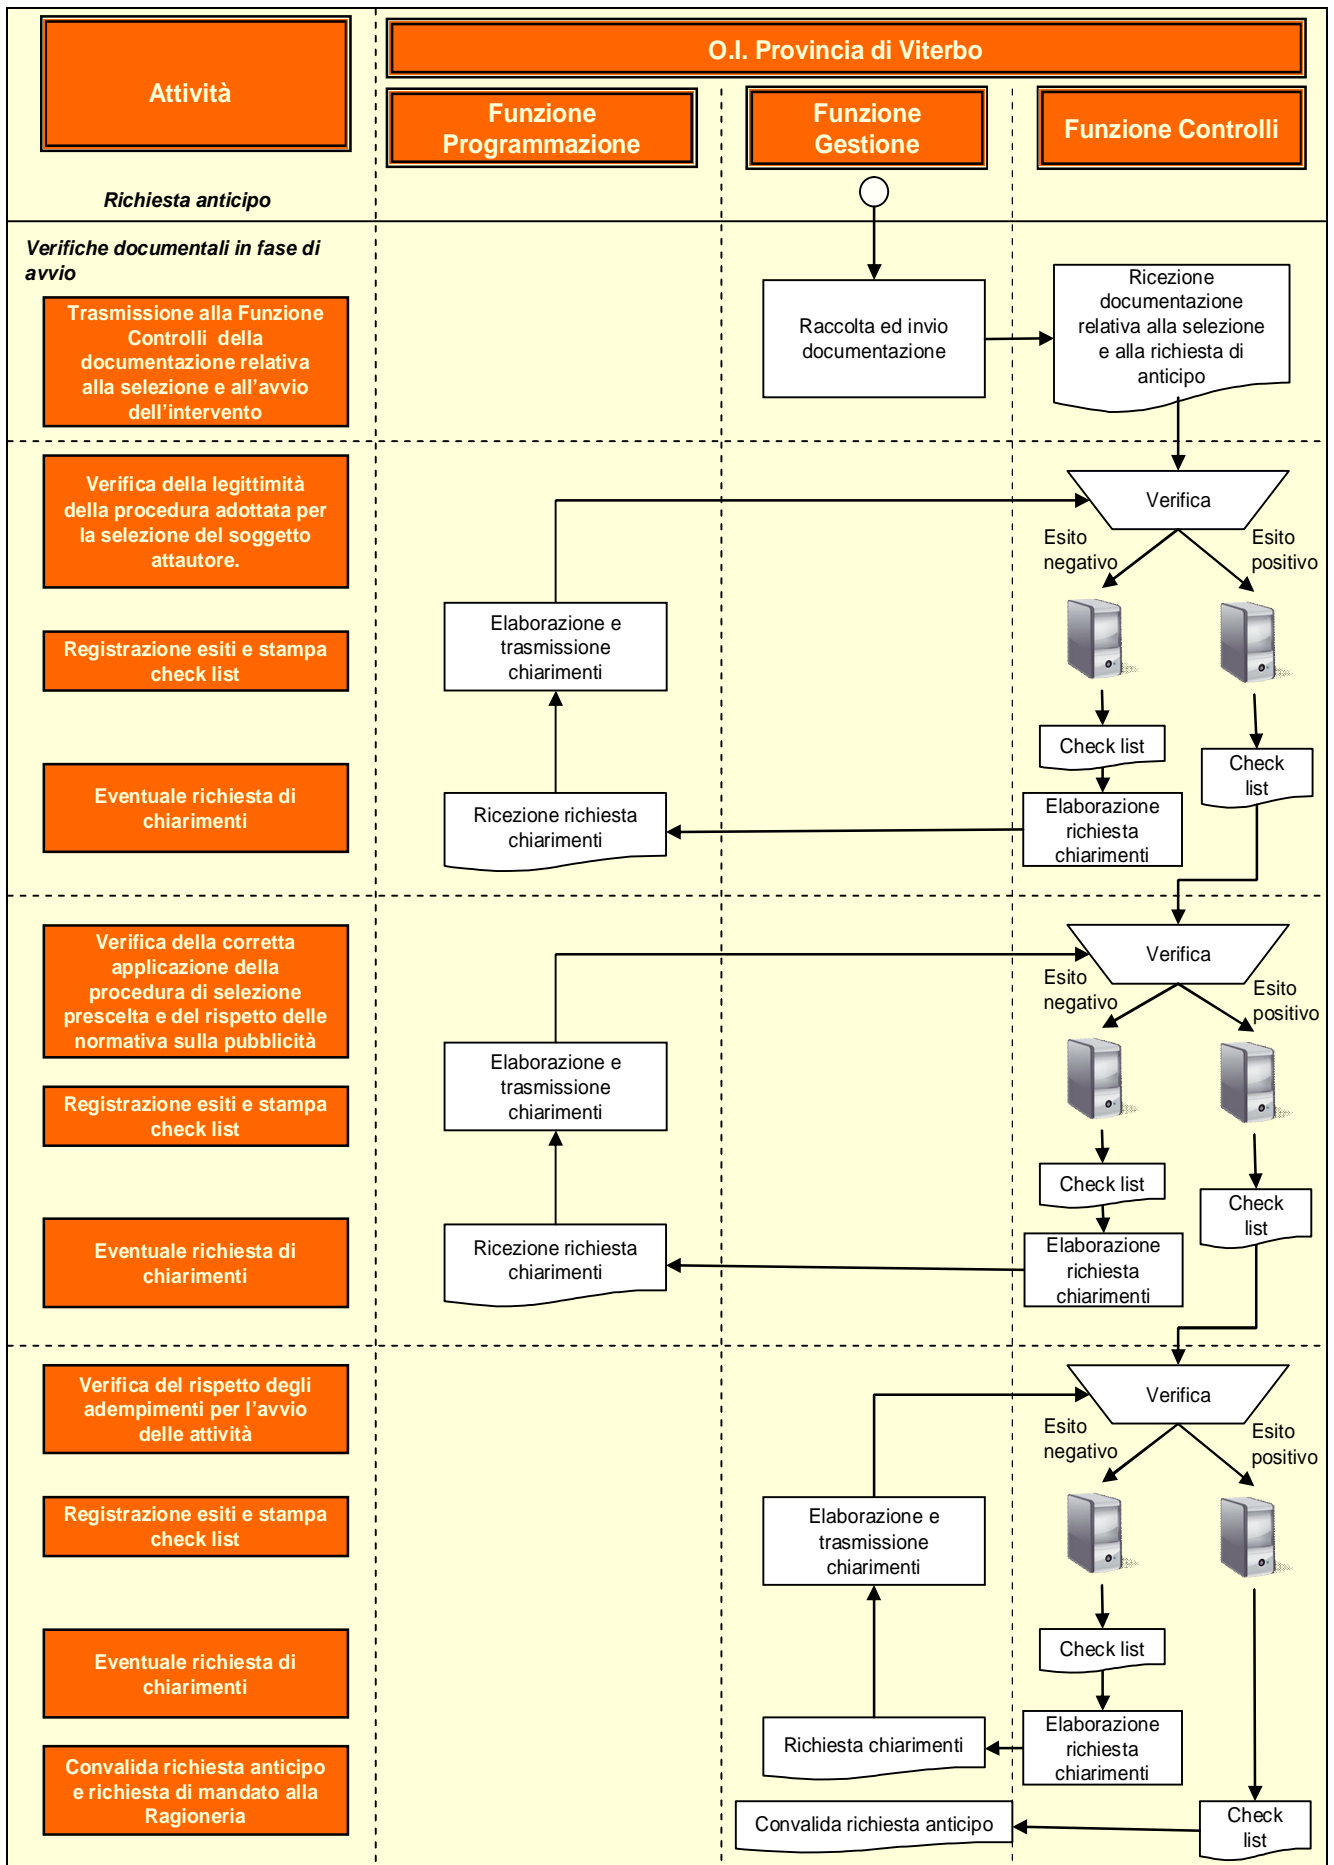 Attività
O.I. Provincia di Viterbo
Funzione
Programmazione
Funzione
Gestione
Funzione Controlli
Richiesta anticipo
Verifiche documentali in fase di
avvio
Trasmissione alla Funzione
Controlli della
documentazione relativa
alla selezione e all'avvio
dell'intervento
Raccolta ed invio
documentazione
Ricezione
documentazione
relativa alla selezione
e alla richiesta di
anticipo
Verifica della legittimità
della procedura adottata per
la selezione del soggetto
attautore.
Verifica
Esito
negativo
Esito
positivo
Registrazione esiti e stampa
check list
Elaborazione e
trasmissione
chiarimenti
Check list
Check
list
Eventuale richiesta di
chiarimenti
Ricezione richiesta
chiarimenti
Elaborazione
richiesta
chiarimenti
Verifica della corretta
applicazione della
procedura di selezione
prescelta e del rispetto delle
normativa sulla pubblicità
Verifica
Esito
negativo
Esito
positivo
Registrazione esiti e stampa
check list
Elaborazione e
trasmissione
chiarimenti
Check list
Check
list
Eventuale richiesta di
chiarimenti
Ricezione richiesta
chiarimenti
Elaborazione
richiesta
chiarimenti
Verifica del rispetto degli
adempimenti per l'avvio
delle attività
Verifica
Esito
negativo
Esito
positivo
Registrazione esiti e stampa
check list
Elaborazione e
trasmissione
chiarimenti
Check list
Eventuale richiesta di
chiarimenti
Richiesta chiarimenti
Elaborazione
richiesta
chiarimenti
Convalida richiesta anticipo
e richiesta di mandato alla
Ragioneria
Convalida richiesta anticipo
Check
list